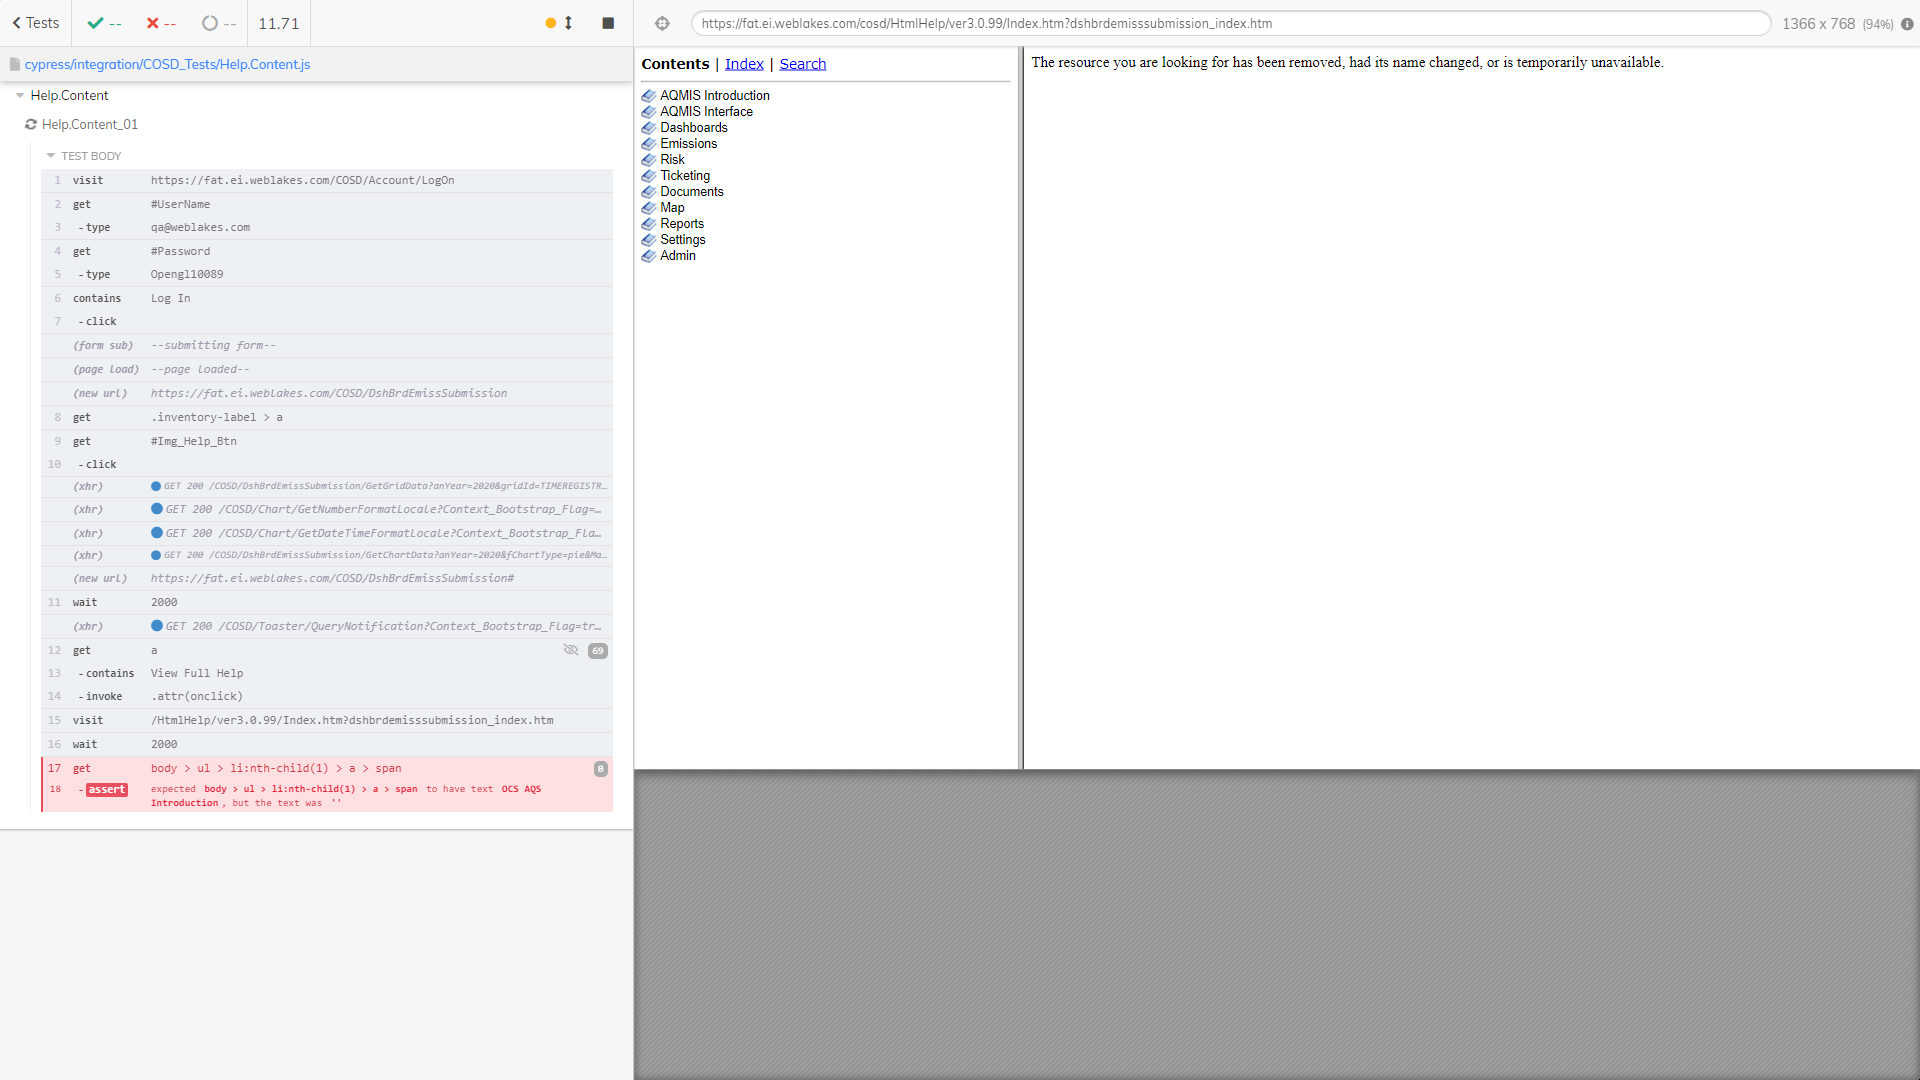 Tests
--
--
--
11.71
https://fat.ei.weblakes.com/cosd/HtmlHelp/ver3.0.99/Index.htm?dshbrdemisssubmission_index.htm
1366 x 768 (94%)
cypress/integration/COSD_Tests/Help.Content.js
Help.Content
Help.Content_01
TEST BODY
1 visit https://fat.ei.weblakes.com/COSD/Account/LogOn
2 get #UserName
3 - type qa@weblakes.com
4 get #Password
5 - type Opengl10089
6 contains Log In
7 - click
(form sub) --submitting form--
(page load) --page loaded--
(new url) https://fat.ei.weblakes.com/COSD/DshBrdEmissSubmission
8 get .inventory-label > a
9 get #Img_Help_Btn
10 - click
(xhr) GET 200 /COSD/DshBrdEmissSubmission/GetGridData?anYear=2020&gridId=TIMEREGISTR…
(xhr) GET 200 /COSD/Chart/GetNumberFormatLocale?Context_Bootstrap_Flag=…
(xhr) GET 200 /COSD/Chart/GetDateTimeFormatLocale?Context_Bootstrap_Fla…
(xhr) GET 200 /COSD/DshBrdEmissSubmission/GetChartData?anYear=2020&fChartType=pie&Ma…
(new url) https://fat.ei.weblakes.com/COSD/DshBrdEmissSubmission#
11 wait 2000
(xhr) GET 200 /COSD/Toaster/QueryNotification?Context_Bootstrap_Flag=tr…
12 get a 69
13 - contains View Full Help
14 - invoke .attr(onclick)
15 visit /HtmlHelp/ver3.0.99/Index.htm?dshbrdemisssubmission_index.htm
16 wait 2000
17 get body > ul > li:nth-child(1) > a > span 0
18 - assert expected body > ul > li:nth-child(1) > a > span to have text OCS AQS
Introduction, but the text was ''
Contents | Index | Search
AQMIS Introduction
AQMIS Interface
Dashboards
Emissions
Risk
Ticketing
Documents
Map
Reports
Settings
Admin
The resource you are looking for has been removed, had its name changed, or is temporarily unavailable.